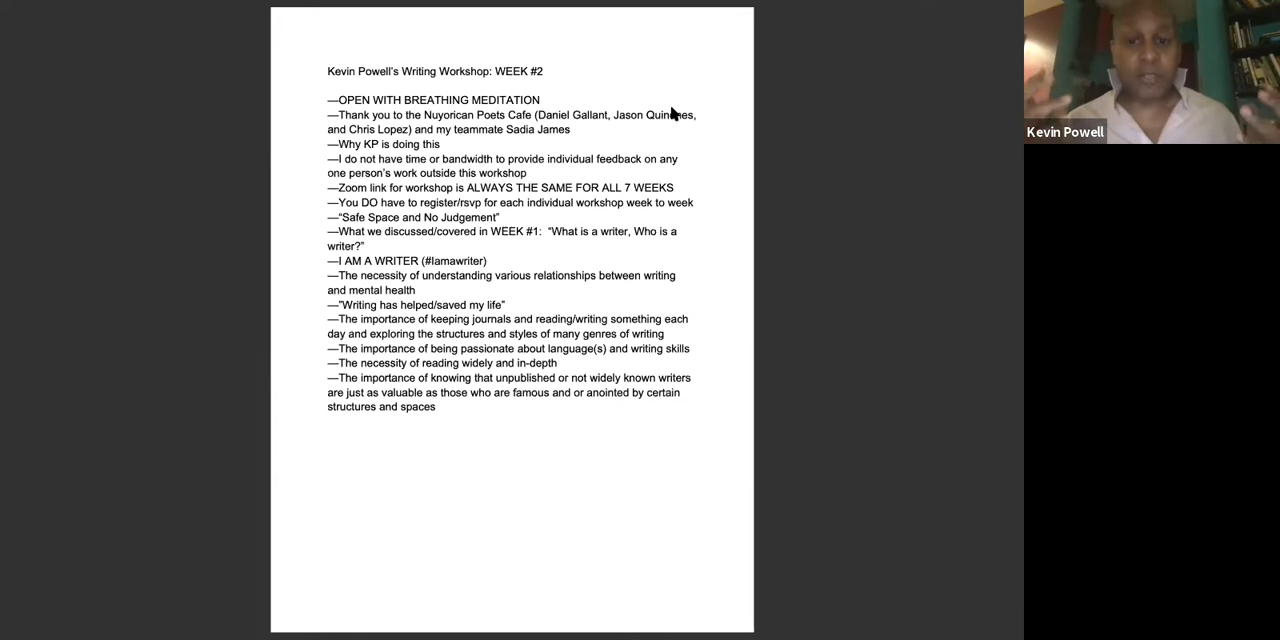 Kevin Powell's Writing Workshop: WEEK #2
—OPEN WITH BREATHING MEDITATION
—Thank you to the Nuyorican Poets Cafe (Daniel Gallant, Jason
and Chris Lopez) and my teammate Sadia James
—Why KP is doing this
—I do not have time or bandwidth to provide individual feedback on any
one person's work outside this workshop
—Zoom link for workshop is ALWAYS THE SAME FOR ALL 7 WEEKS
—You DO have to register/rsvp for each individual workshop week to week
—“Safe Space and No Judgement”
—What we discussed/covered in WEEK #1:  “What is a writer, Who is a
writer?”
—I AM A WRITER (#Iamawriter)
—The necessity of understanding various relationships between writing
and mental health
—”Writing has helped/saved my life”
—The importance of keeping journals and reading/writing something each
day and exploring the structures and styles of many genres of writing
—The importance of being passionate about language(s) and writing skills
—The necessity of reading widely and in-depth
—The importance of knowing that unpublished or not widely known writers
are just as valuable as those who are famous and or anointed by certain
structures and spaces
Kevin Powell